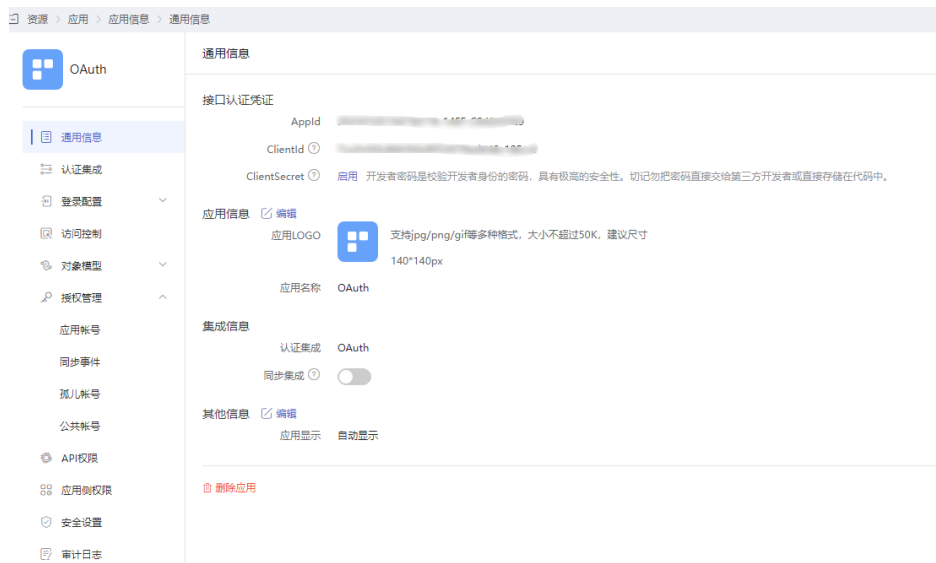 资源 > 应用 > 应用信息 > 通用信息
OAuth
通用信息
认证集成
登录配置
访问控制
对象模型
授权管理
应用帐号
同步事件
孤儿帐号
公共帐号
API权限
应用侧权限
安全设置
审计日志
通用信息
接口认证凭证
AppId
ClientId
ClientSecret 启用 开发者密码是校验开发者身份的密码，具有极高的安全性。切记勿把密码直接交给第三方开发者或直接存储在代码中。
应用信息 编辑
应用LOGO 支持jpg/png/gif等多种格式，大小不超过50K，建议尺寸
140*140px
应用名称 OAuth
集成信息
认证集成 OAuth
同步集成
其他信息 编辑
应用显示 自动显示
删除应用